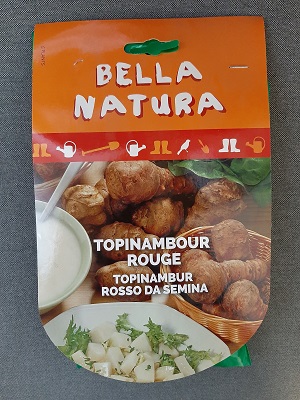 BELLA
NATURA
TOPINAMBOUR
ROUGE
TOPINAMBUR
ROSSO DA SEMINA